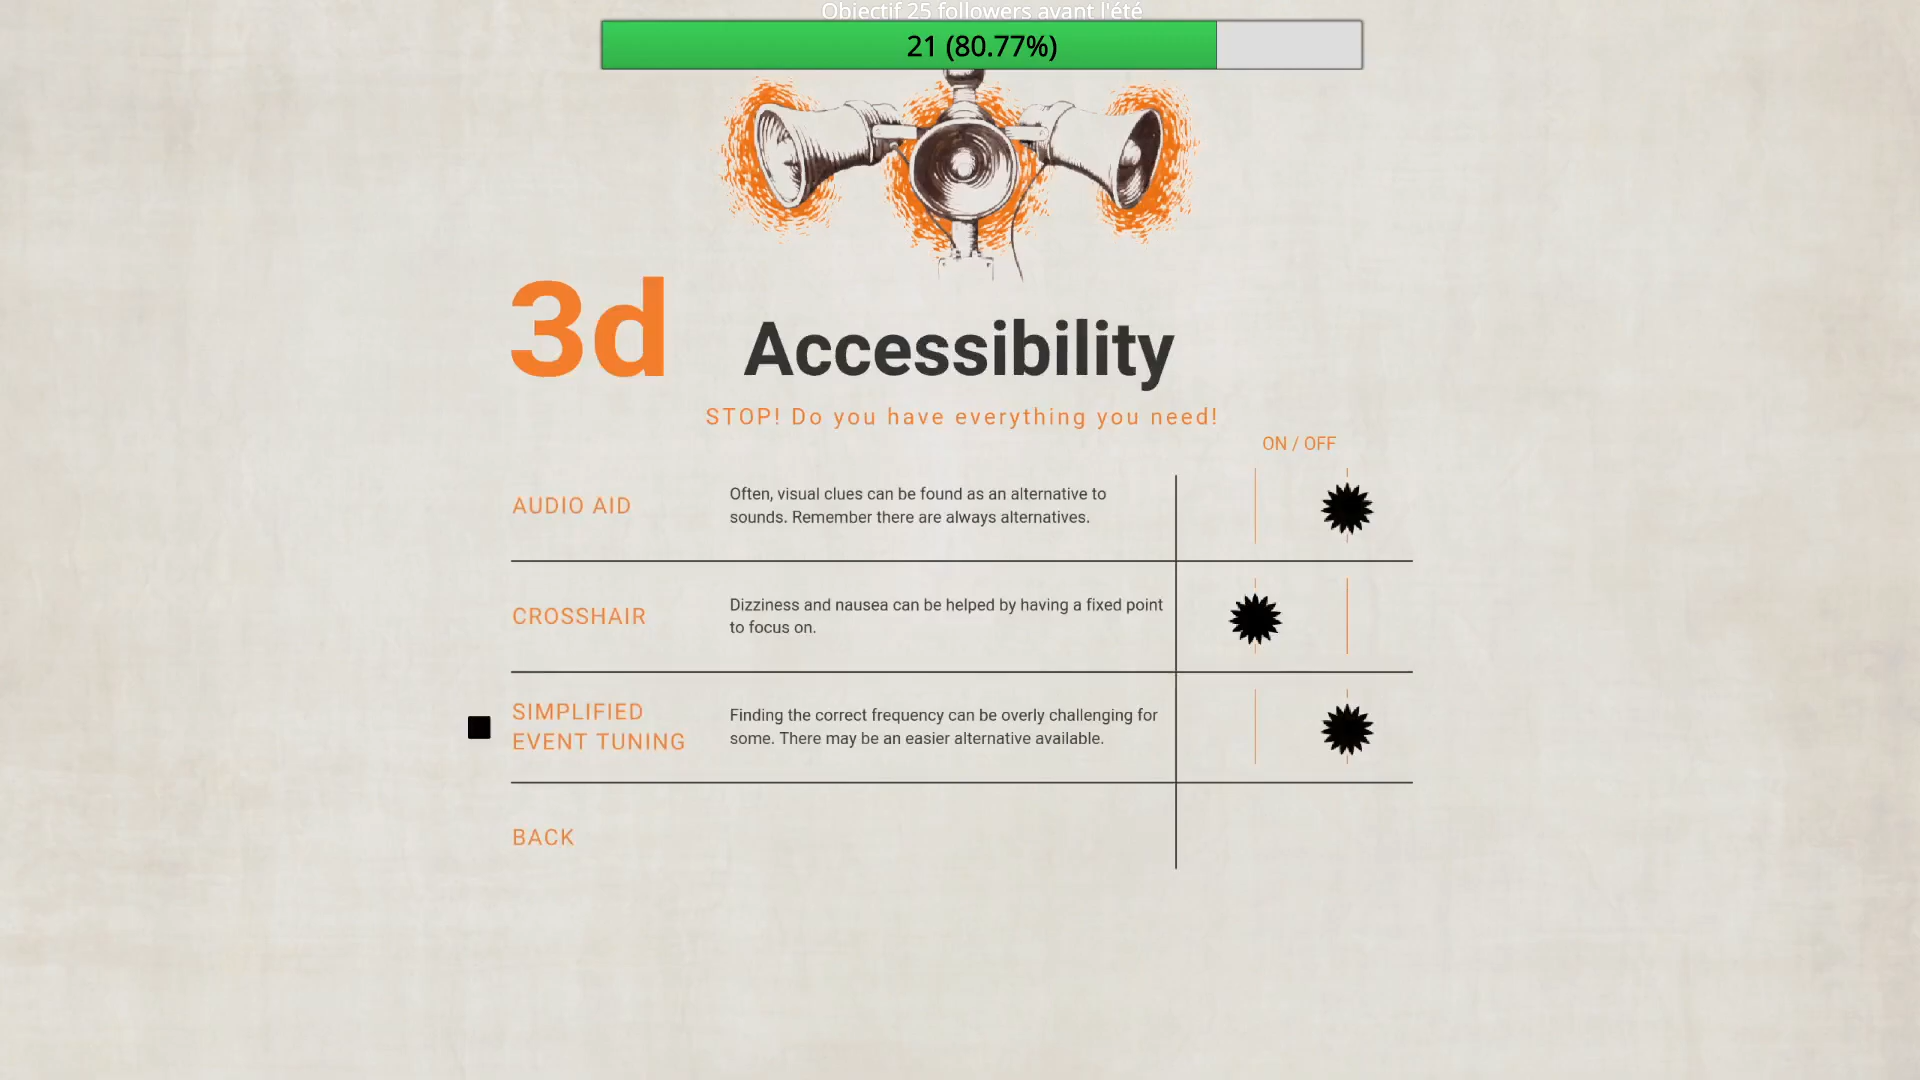 Objectif 25 followers avant l'été
21 (80.77%)
3d Accessibility
STOP! Do you have everything you need!
ON / OFF
AUDIO AID
Often, visual clues can be found as an alternative to
sounds. Remember there are always alternatives.
CROSSHAIR
Dizziness and nausea can be helped by having a fixed point
to focus on.
SIMPLIFIED
EVENT TUNING
Finding the correct frequency can be overly challenging for
some. There may be an easier alternative available.
BACK